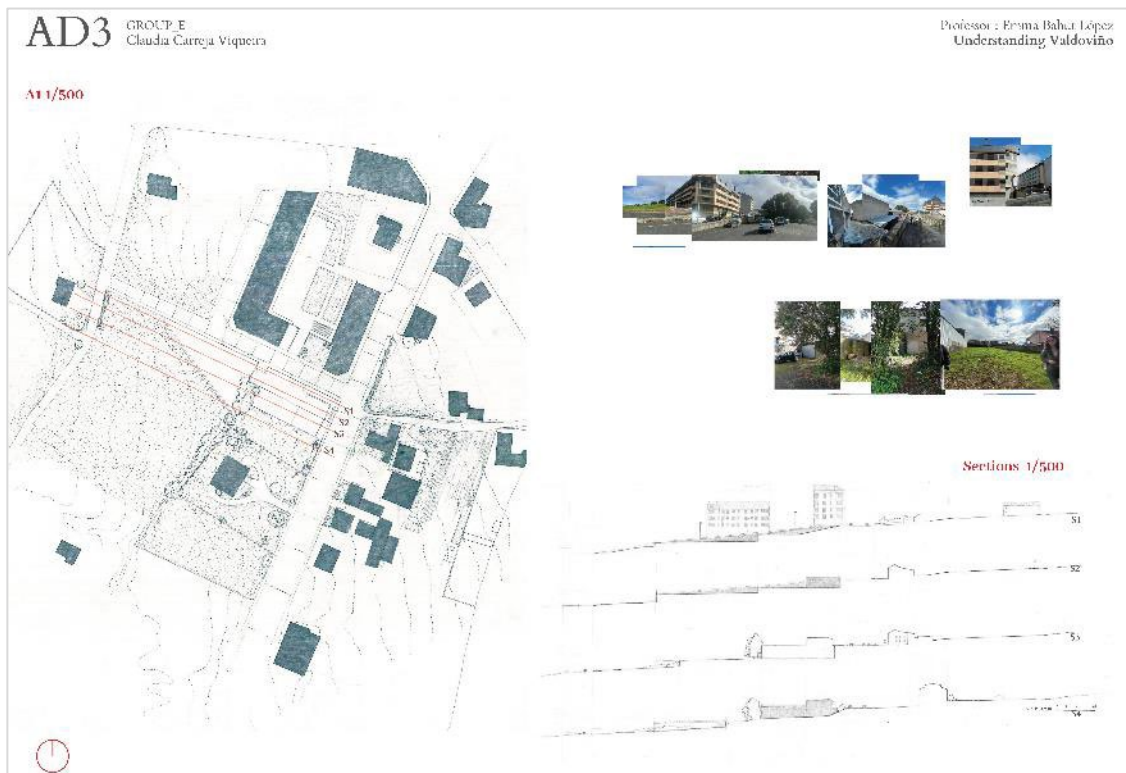 AD3
GROUP_E
Claudia Carreja Viqueira
Professor : Emma Bahut López
Understanding Valdoviño
A1 1/500
S1
S2
S3
S4
Sections 1/500
S1
S2
S3
S4